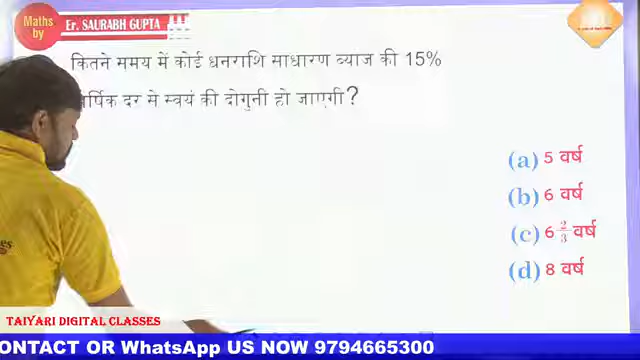 Maths
by
Er. SAURABH GUPTA
कितने समय में कोई धनराशि साधारण ब्याज की 15%
र्षिक दर से स्वयं की दोगुनी हो जाएगी?
(a) 5 वर्ष
(b) 6 वर्ष
(c) 6 2/3 वर्ष
(d) 8 वर्ष
TAIYARI DIGITAL CLASSES
ONTACT OR WhatsApp US NOW 9794665300